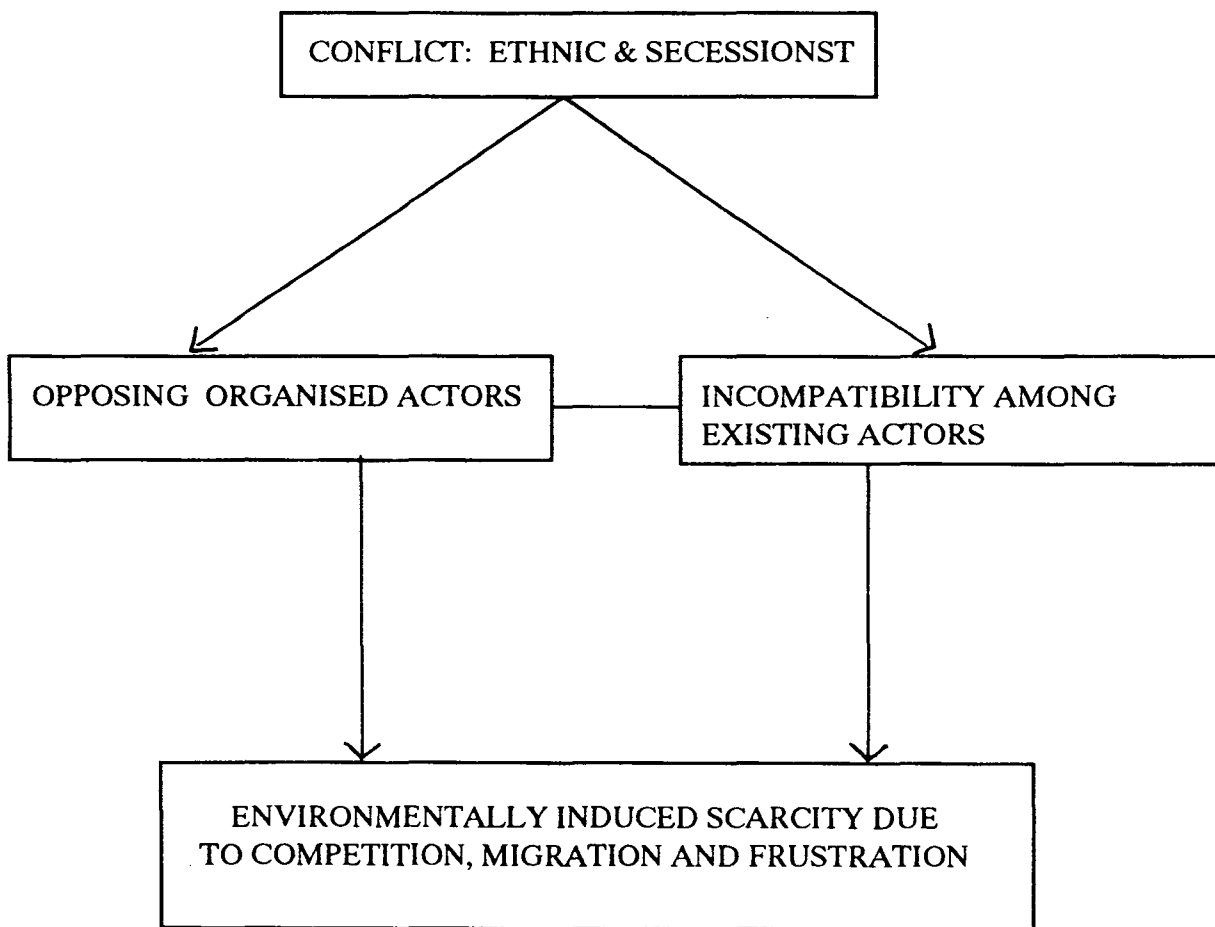 CONFLICT: ETHNIC & SECESSIONST
OPPOSING ORGANISED ACTORS
INCOMPATIBILITY AMONG
EXISTING ACTORS
ENVIRONMENTALLY INDUCED SCARCITY DUE
TO COMPETITION, MIGRATION AND FRUSTRATION